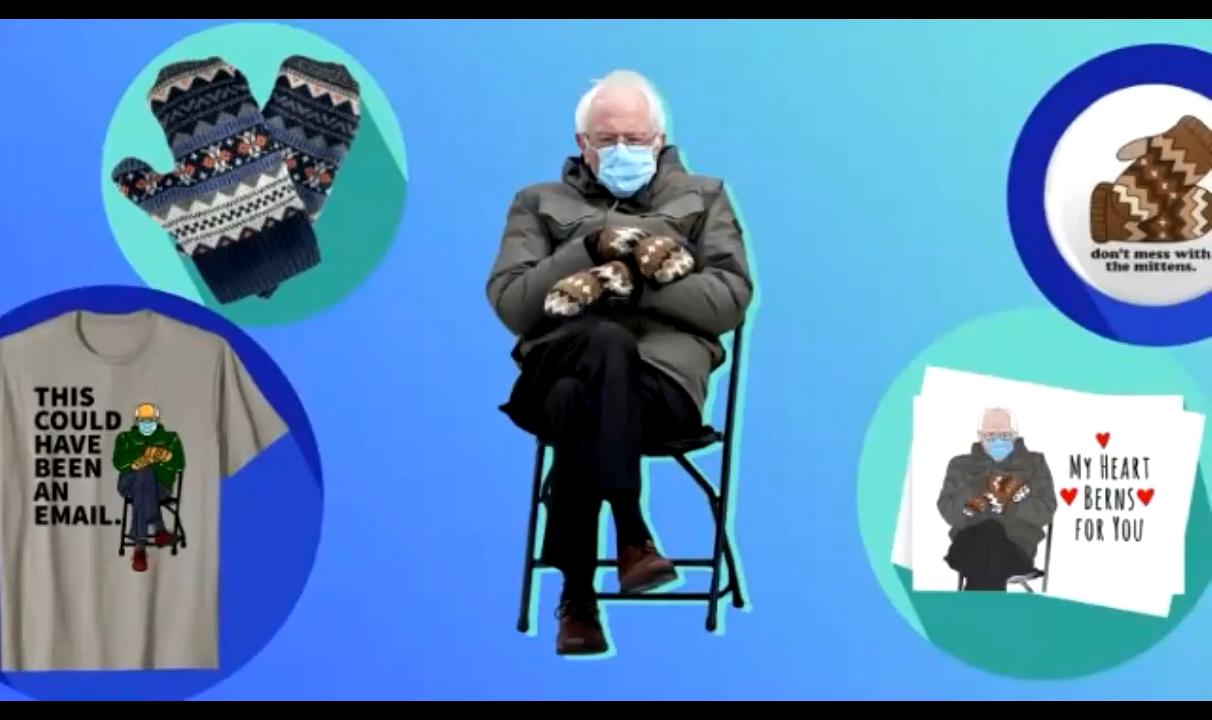 THIS
COULD
HAVE
BEEN
AN
EMAIL.
don't mess with
the mittens.
MY HEART
BERNS
FOR YOU